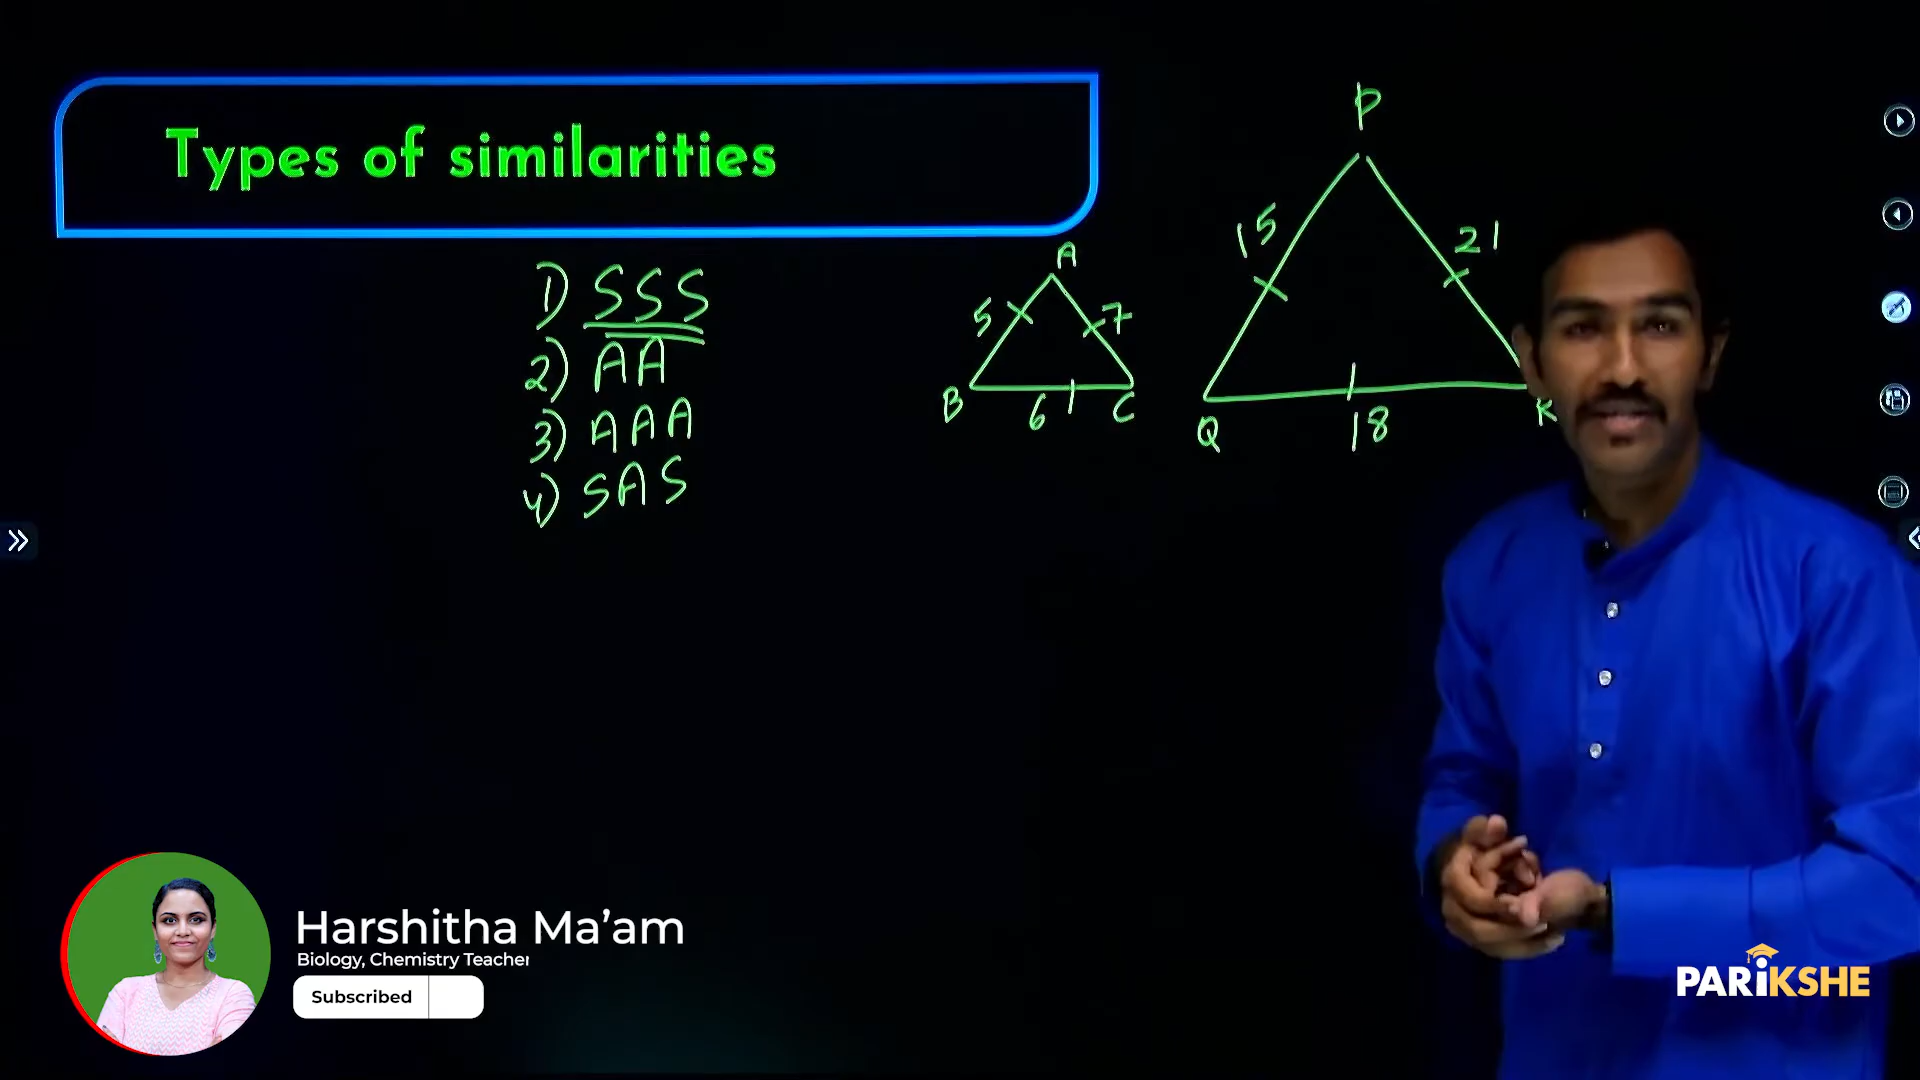 Types of similarities
1) SSS
2) AA
3) AAA
4) SAS
A
5
7
B
6
C
P
15
21
Q
18
R
Harshitha Ma’am
Biology, Chemistry Teacher
Subscribed
PARiKSHE